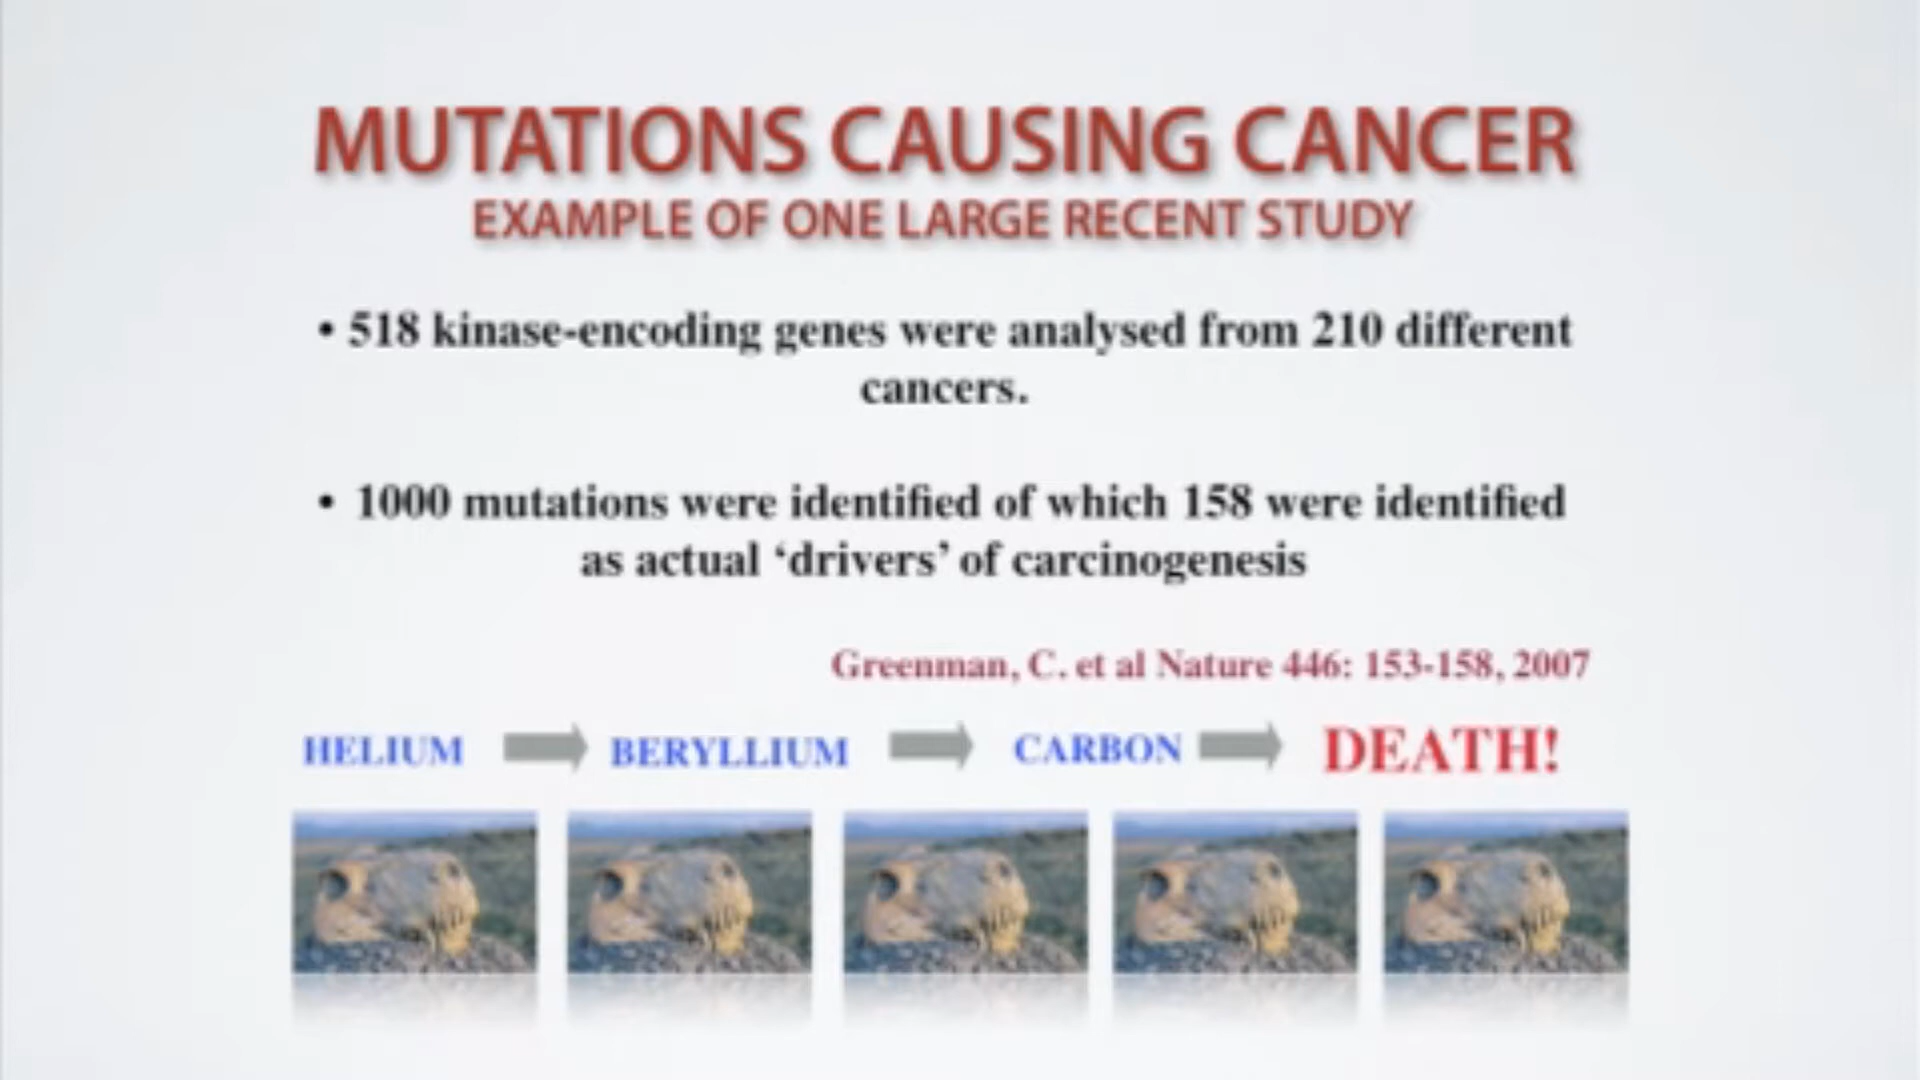 MUTATIONS CAUSING CANCER
EXAMPLE OF ONE LARGE RECENT STUDY
• 518 kinase-encoding genes were analysed from 210 different
cancers.
• 1000 mutations were identified of which 158 were identified
as actual ‘drivers’ of carcinogenesis
Greenman, C. et al Nature 446: 153-158, 2007
HELIUM BERYLLIUM CARBON DEATH!